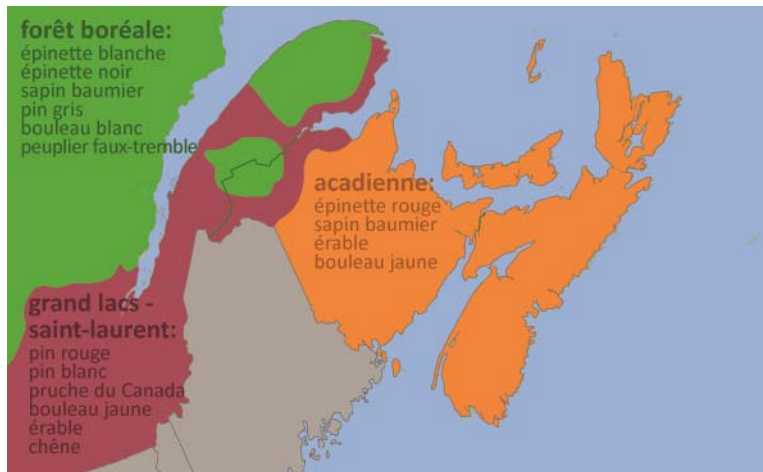 forêt boréale:
épinette blanche
épinette noir
sapin baumier
pin gris
bouleau blanc
peuplier faux-tremble
acadienne:
épinette rouge
sapin baumier
érable
bouleau jaune
grand lacs -
saint-laurent:
pin rouge
pin blanc
pruche du Canada
bouleau jaune
érable
chêne